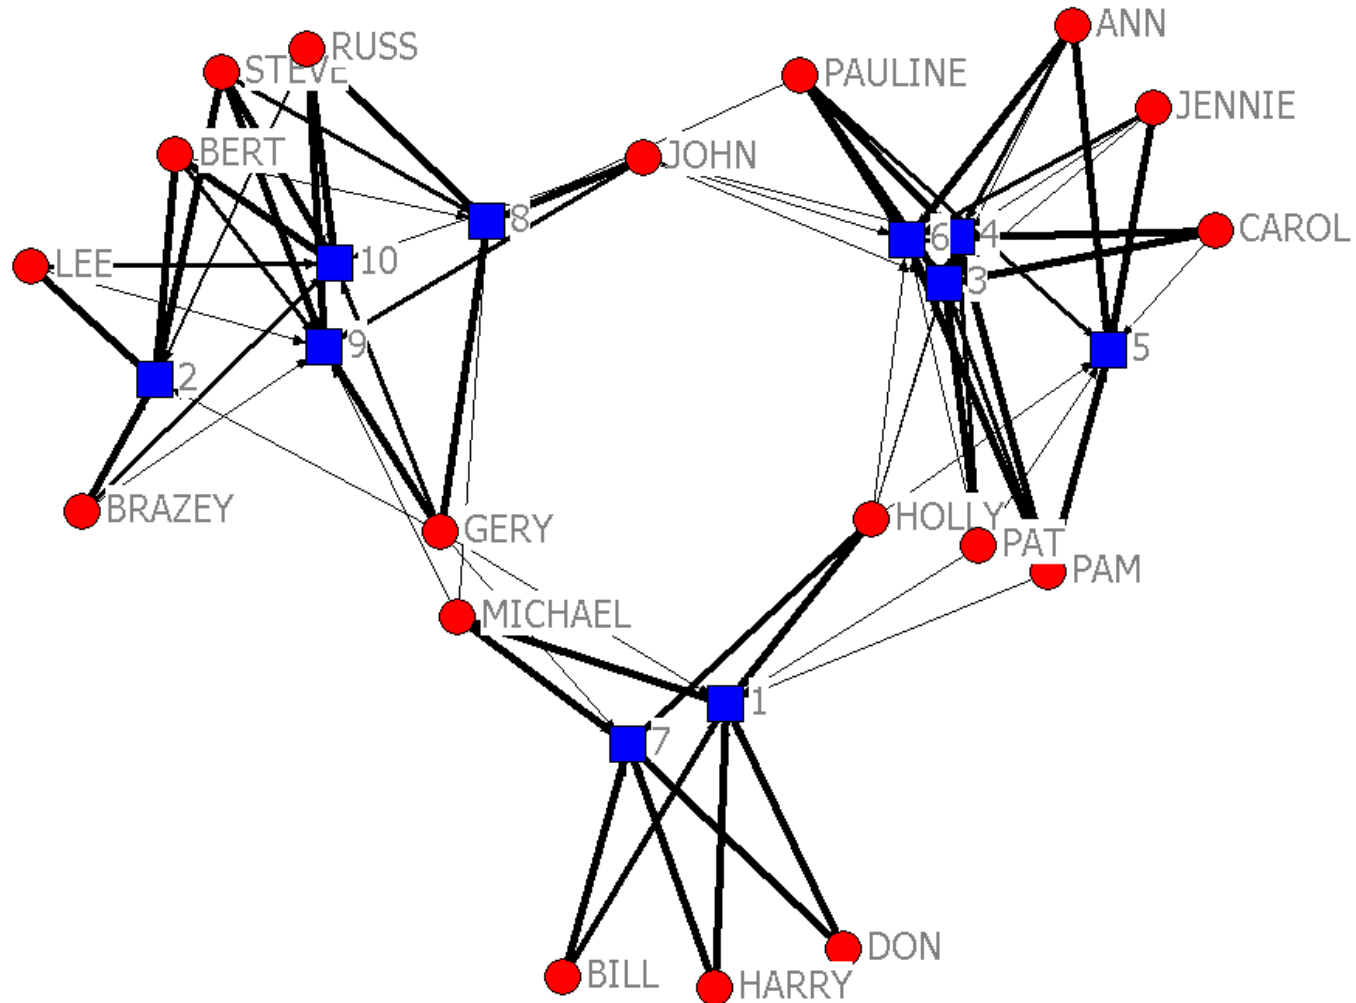 ANN
RUSS
STEVE
PAULINE
JENNIE
BERT
JOHN
8
CAROL
6
4
10
LEE
3
9
5
2
BRAZEY
HOLLY
GERY
PAT
PAM
MICHAEL
1
7
DON
BILL
HARRY